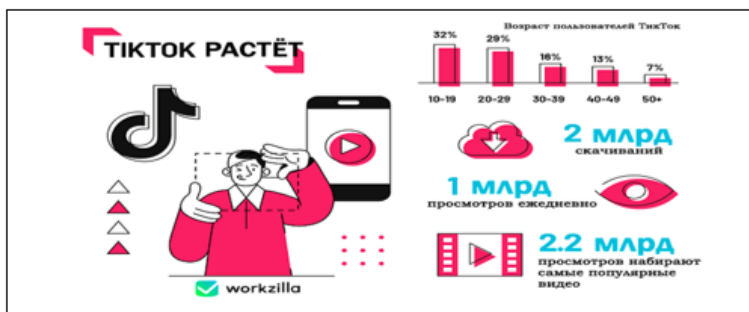 TIKTOK РАСТЁТ
Возраст пользователей ТикТок
32%
29%
16%
13%
7%
10-19
20-29
30-39
40-49
50+
2 млрд
скачиваний
1 млрд
просмотров ежедневно
2.2 млрд
просмотров набирают
самые популярные
видео
workzilla